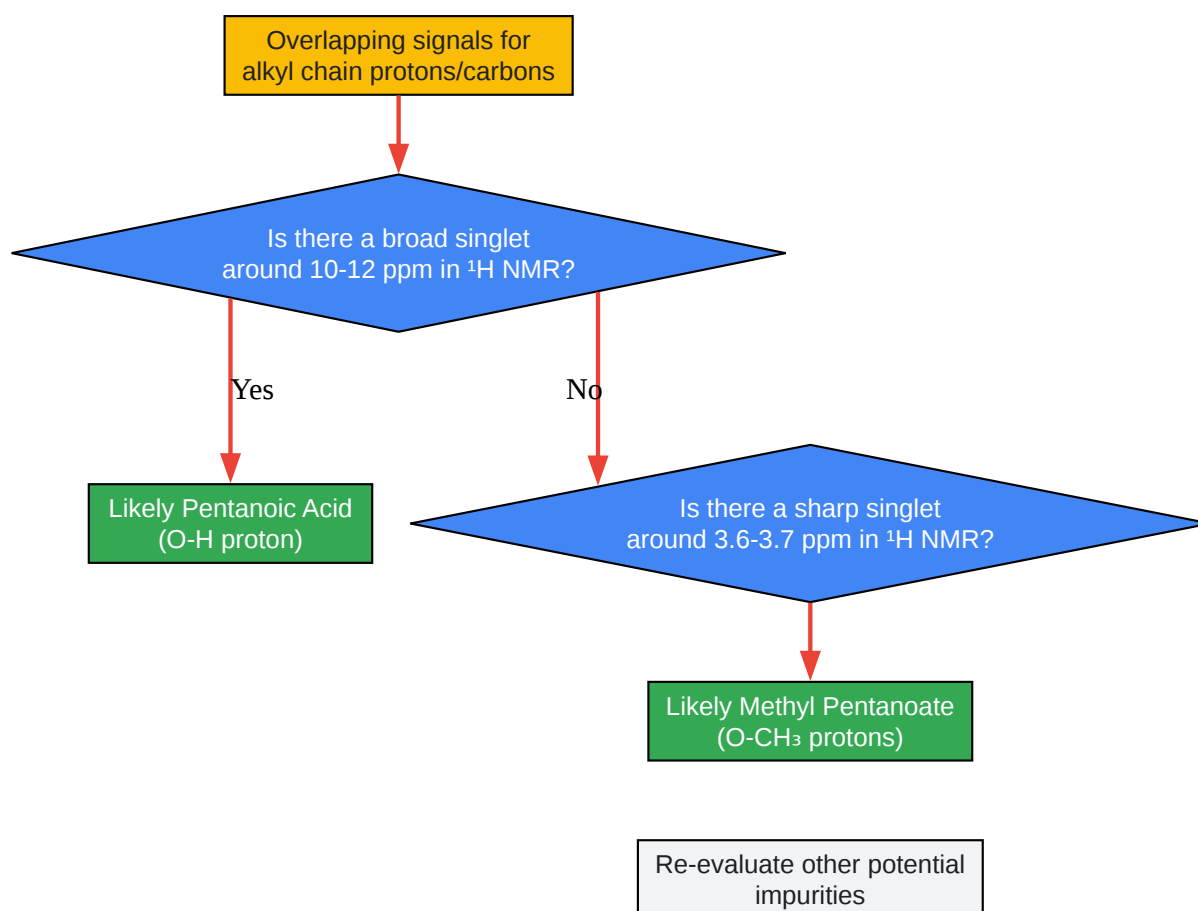 Overlapping signals for
alkyl chain protons/carbons
Is there a broad singlet
around 10-12 ppm in ¹H NMR?
Yes
No
Likely Pentanoic Acid
(O-H proton)
Is there a sharp singlet
around 3.6-3.7 ppm in ¹H NMR?
Likely Methyl Pentanoate
(O-CH₃ protons)
Re-evaluate other potential
impurities